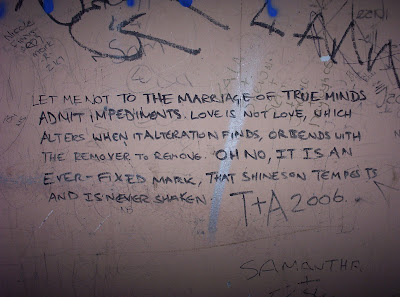 LET ME NOT TO THE MARRIAGE OF TRUE MINDS
ADMIT IMPEDIMENTS. LOVE IS NOT LOVE, WHICH
ALTERS WHEN IT ALTERATION FINDS, OR BENDS WITH
THE REMOVER TO REMOVE. OH NO, IT IS AN
EVER-FIXED MARK, THAT SHINES ON TEMPESTS
AND IS NEVER SHAKEN. T+A 2006.
SAMANTHA
+